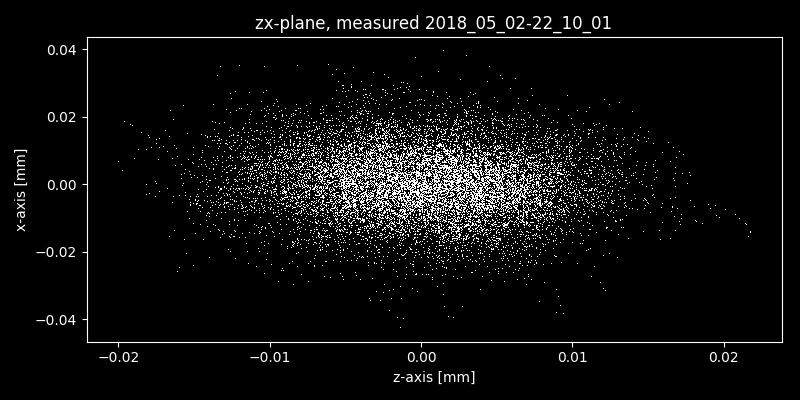 zx-plane, measured 2018_05_02-22_10_01
0.04
0.02
0.00
−0.02
−0.04
x-axis [mm]
−0.02 −0.01 0.00 0.01 0.02
z-axis [mm]